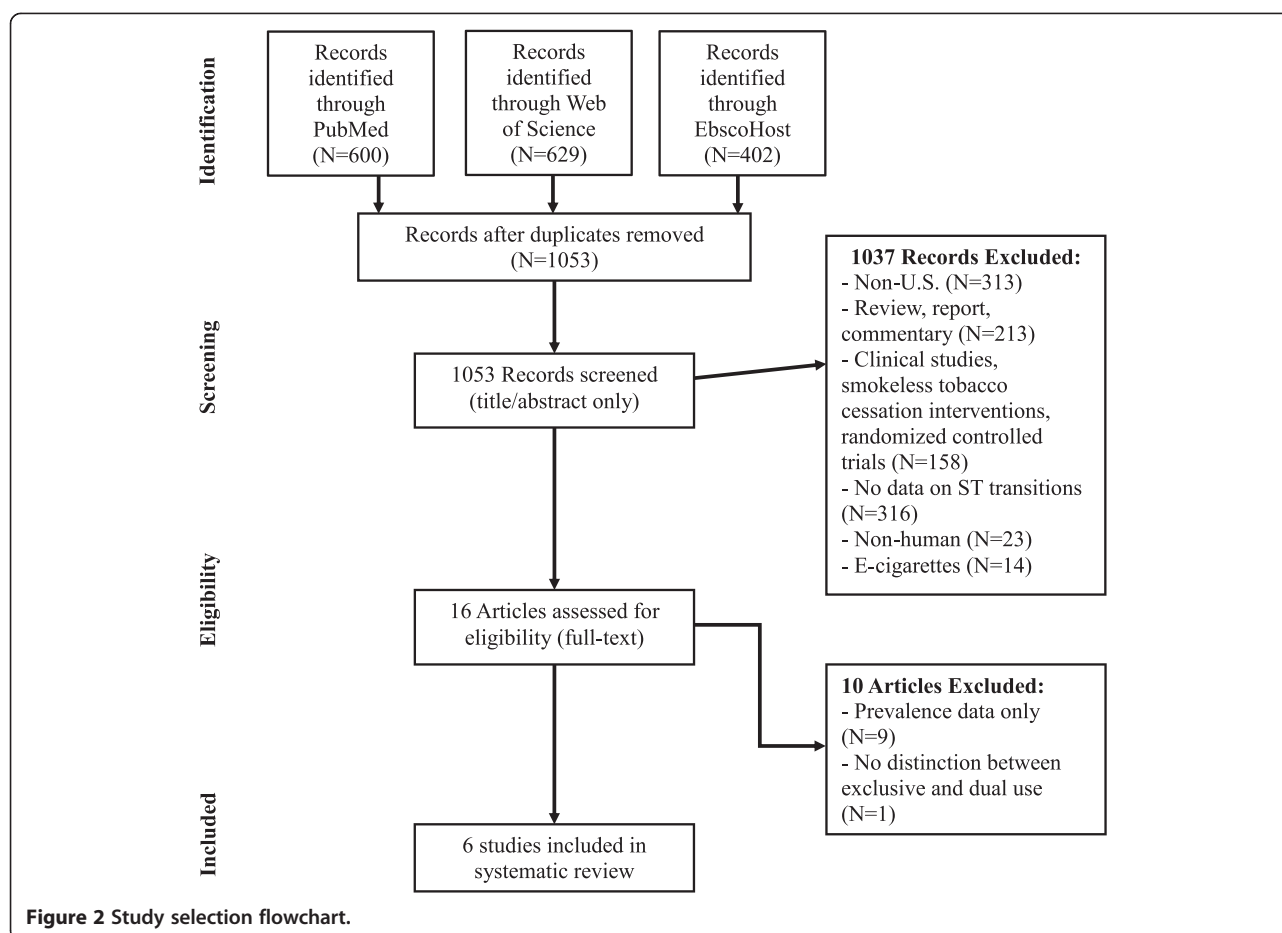 Identification
Records
identified
through
PubMed
(N=600)
Records
identified
through Web
of Science
(N=629)
Records
identified
through
EbscoHost
(N=402)
Records after duplicates removed
(N=1053)
Screening
1053 Records screened
(title/abstract only)
1037 Records Excluded:
- Non-U.S. (N=313)
- Review, report,
commentary (N=213)
- Clinical studies,
smokeless tobacco
cessation interventions,
randomized controlled
trials (N=158)
- No data on ST transitions
(N=316)
- Non-human (N=23)
- E-cigarettes (N=14)
Eligibility
16 Articles assessed for
eligibility (full-text)
10 Articles Excluded:
- Prevalence data only
(N=9)
- No distinction between
exclusive and dual use
(N=1)
Included
6 studies included in
systematic review
Figure 2 Study selection flowchart.